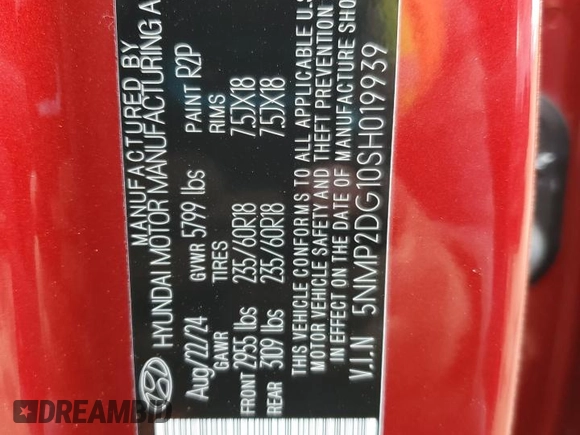 MANUFACTURED BY
HYUNDAI MOTOR MANUFACTURING A
Aug/22/24 GVWR 5799 lbs PAINT R2P
GAWR TIRES RIMS
FRONT 2955 lbs 235/60R18 7.5JX18
REAR 3109 lbs 235/60R18 7.5JX18
THIS VEHICLE CONFORMS TO ALL APPLICABLE U.S
MOTOR VEHICLE SAFETY AND THEFT PREVENTION
IN EFFECT ON THE DATE OF MANUFACTURE SHO
V.I.N 5NMP2DG10SH019939
DREAMBID